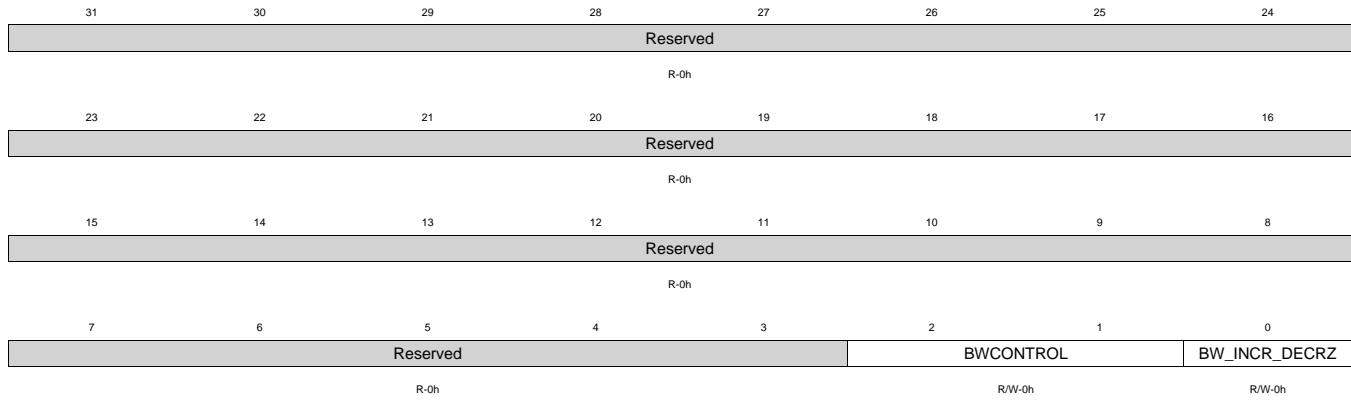 31 30 29 28 27 26 25 24
Reserved
R-0h
23 22 21 20 19 18 17 16
Reserved
R-0h
15 14 13 12 11 10 9 8
Reserved
R-0h
7 6 5 4 3 2 1 0
Reserved BWCONTROL BW_INCR_DECRZ
R-0h R/W-0h R/W-0h